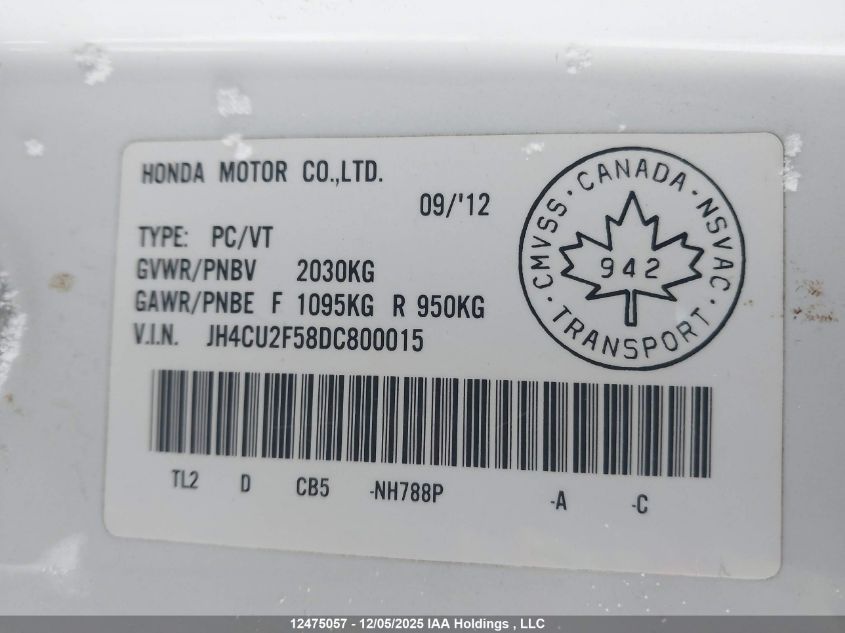 HONDA MOTOR CO.,LTD.
09/'12
TYPE: PC/VT
GVWR/PNBV 2030KG
GAWR/PNBE F 1095KG R 950KG
V.I.N. JH4CU2F58DC800015
CMVSS · CANADA · NSVAC · TRANSPORT ·
942
TL2 D CB5 -NH788P -A -C
12475057 - 12/05/2025 IAA Holdings , LLC